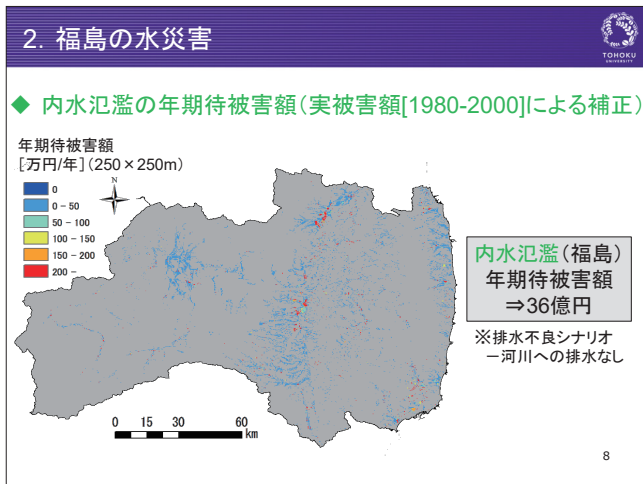 2. 福島の水災害
TOHOKU
UNIVERSITY
◆ 内水氾濫の年期待被害額(実被害額[1980-2000]による補正)
年期待被害額
[万円/年](250×250m)
N
0
0 - 50
50 - 100
100 - 150
150 - 200
200 -
内水氾濫(福島)
年期待被害額
⇒36億円
※排水不良シナリオ
－河川への排水なし
0 15 30 60
km
8